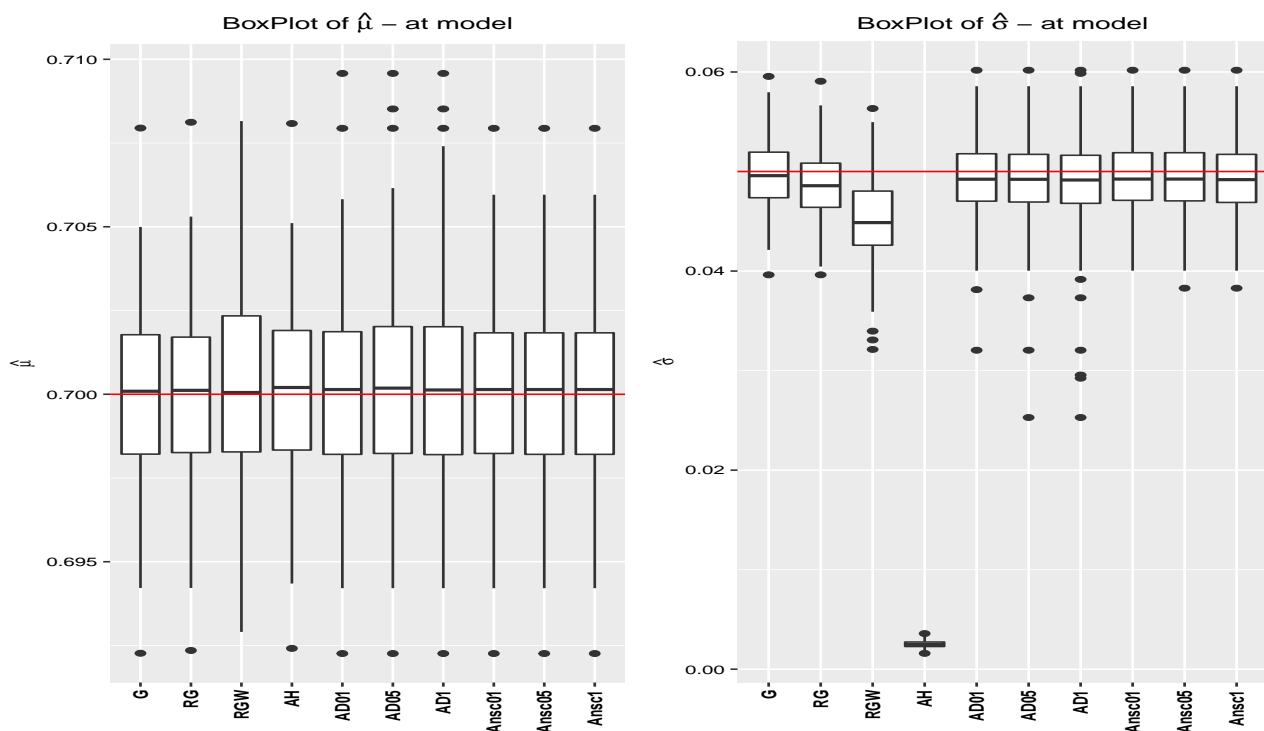 BoxPlot of μ̂ − at model
0.710
0.705
0.700
0.695
μ̂
G
RG
RGW
AH
AD01
AD05
AD1
Ansc01
Ansc05
Ansc1
BoxPlot of σ̂ − at model
0.06
0.04
0.02
0.00
σ̂
G
RG
RGW
AH
AD01
AD05
AD1
Ansc01
Ansc05
Ansc1